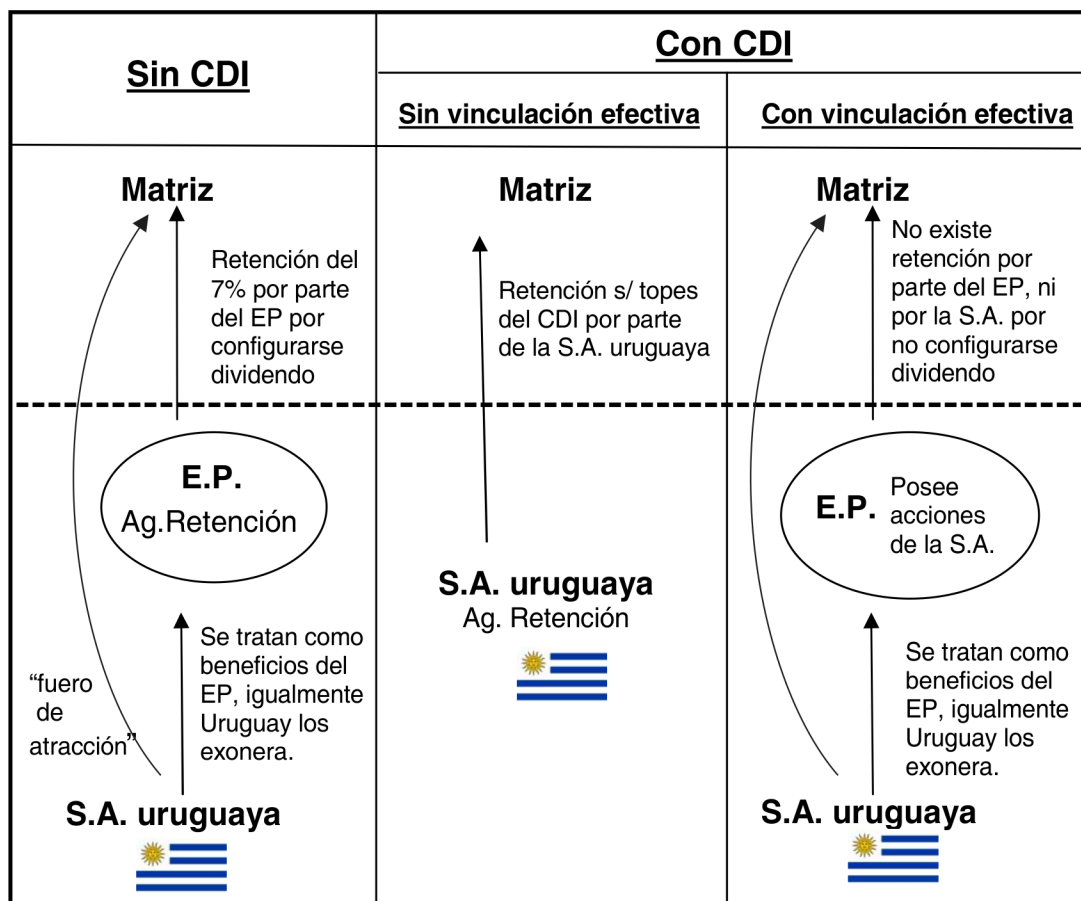 Sin CDI
Con CDI
Sin vinculación efectiva
Con vinculación efectiva
Matriz
Retención del
7% por parte
del EP por
configurarse
dividendo
E.P.
Ag.Retención
Se tratan como
beneficios del
EP, igualmente
Uruguay los
exonera.
“fuero
de
atracción”
S.A. uruguaya
Matriz
Retención s/ topes
del CDI por parte
de la S.A. uruguaya
S.A. uruguaya
Ag. Retención
Matriz
No existe
retención por
parte del EP, ni
por la S.A. por
no configurarse
dividendo
E.P.
Posee
acciones
de la S.A.
Se tratan como
beneficios del
EP, igualmente
Uruguay los
exonera.
S.A. uruguaya